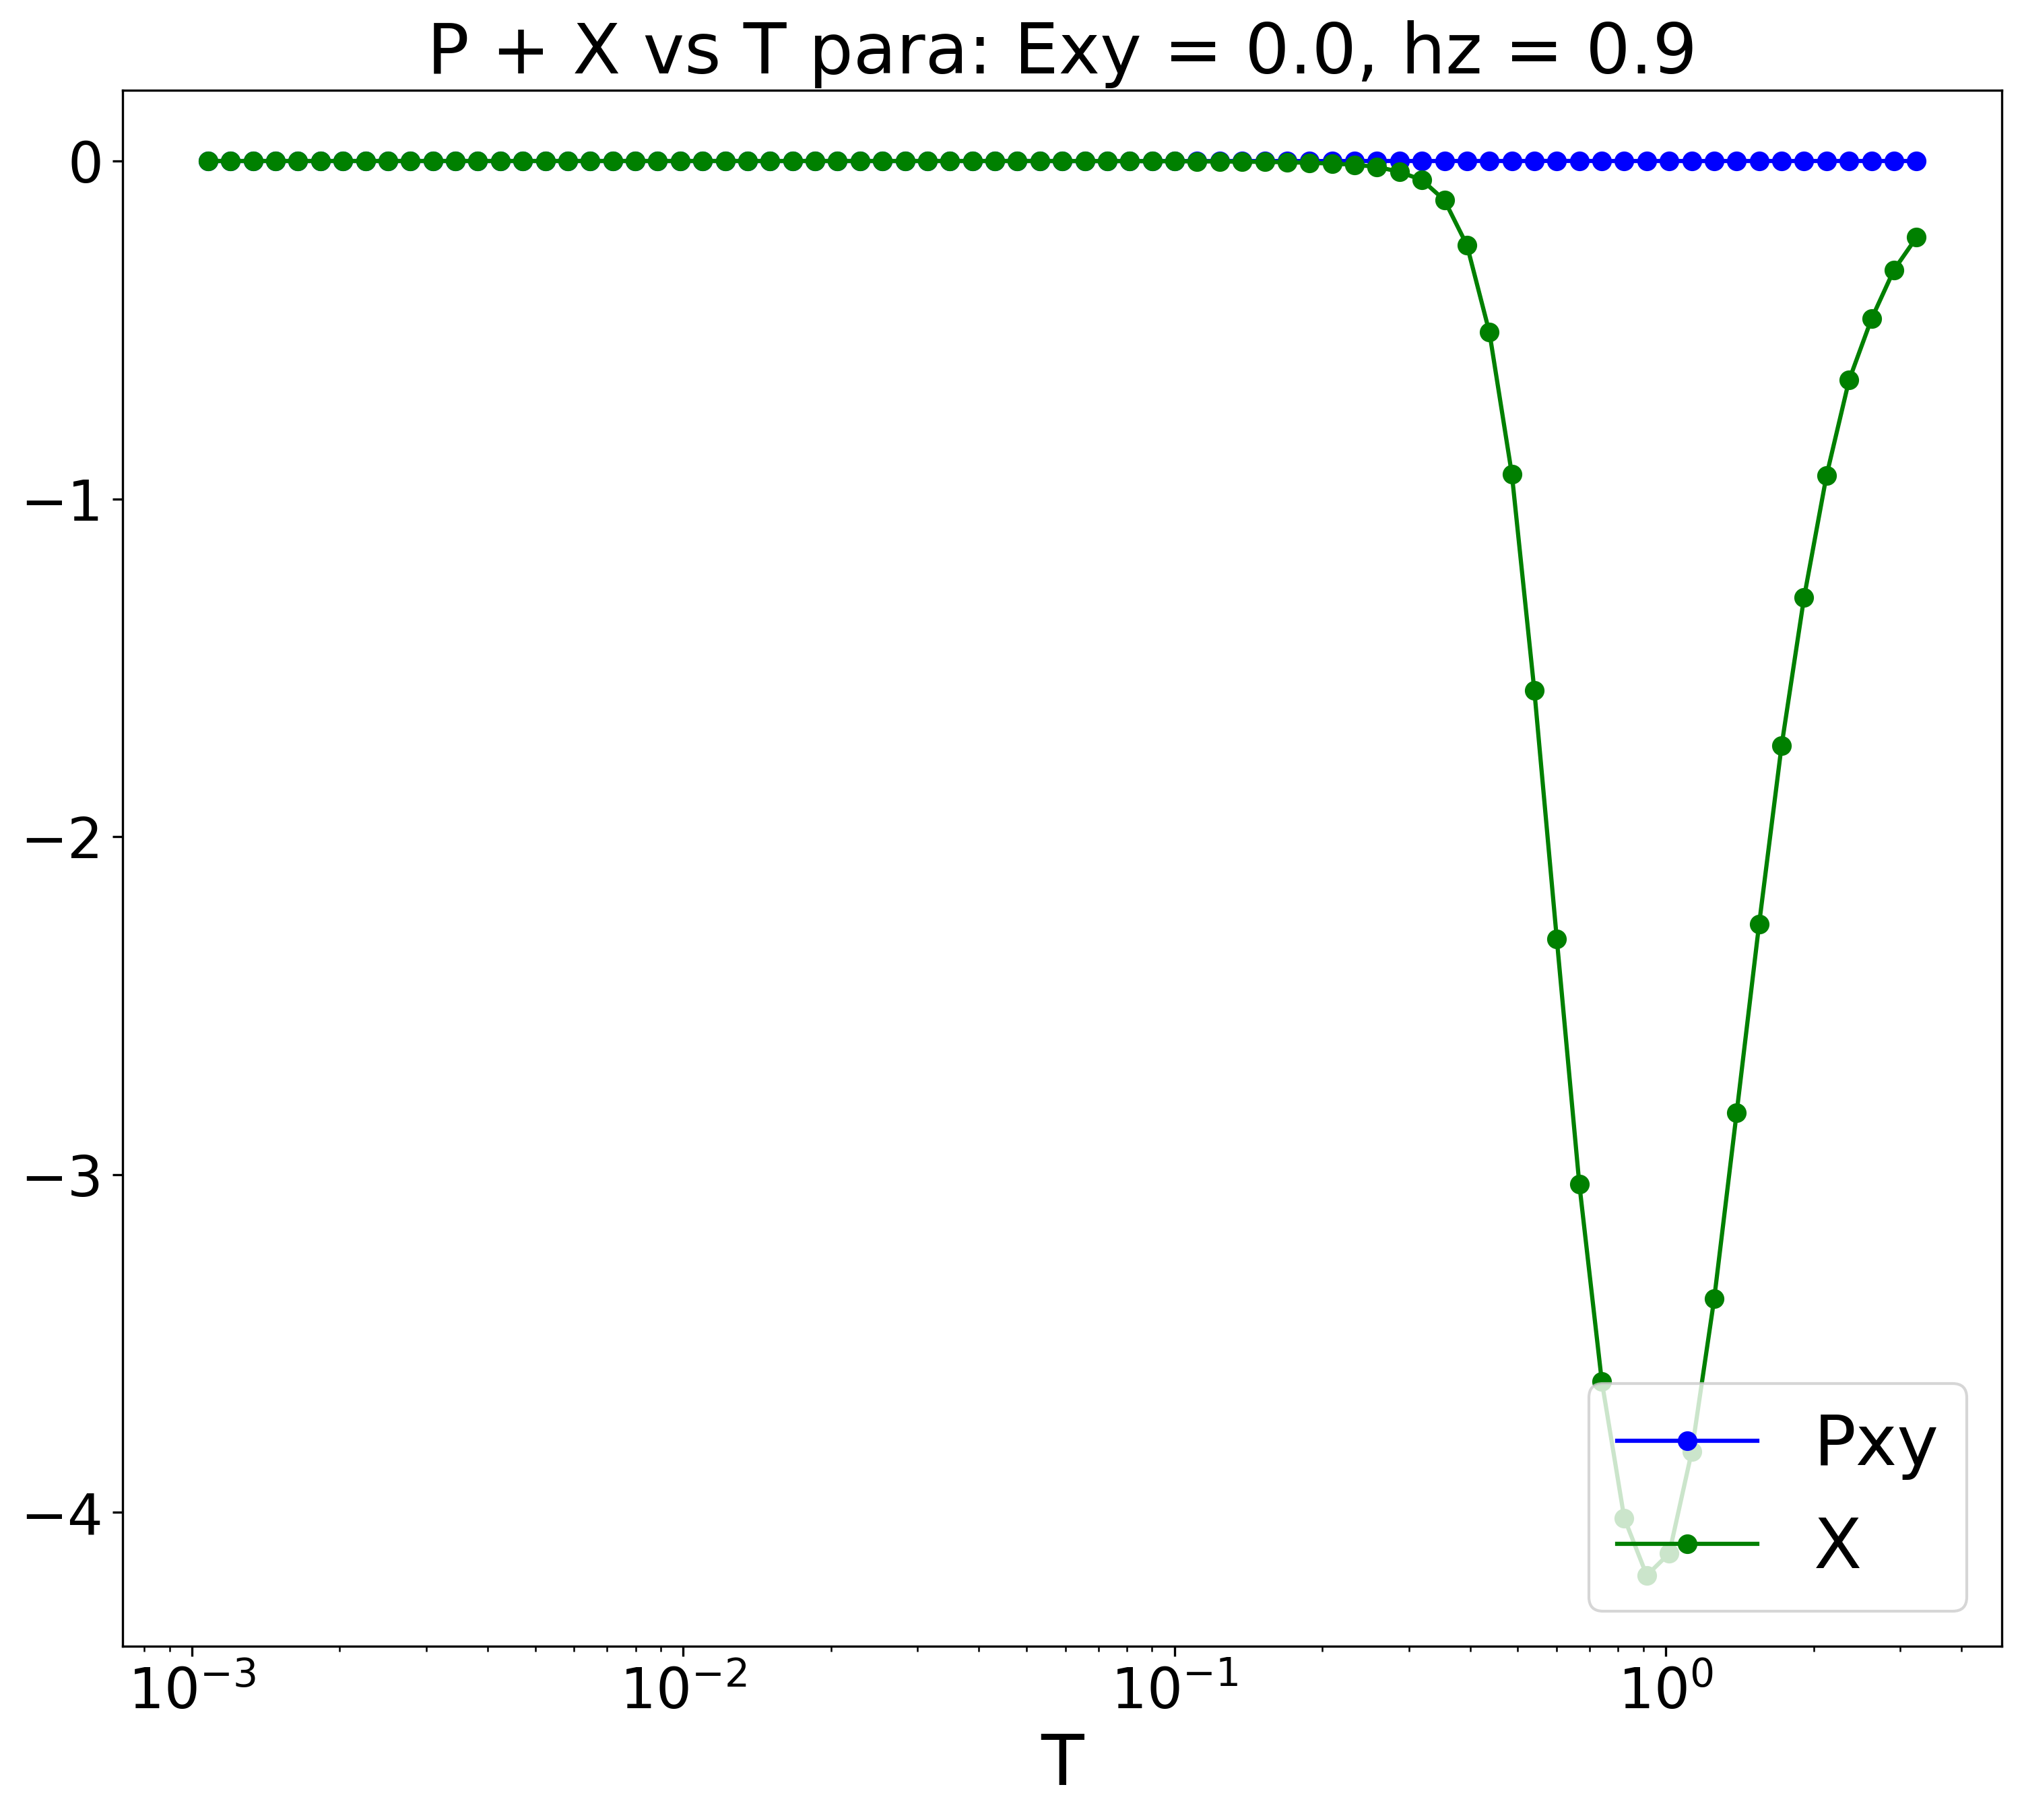 P + X vs T para: Exy = 0.0, hz = 0.9
0
−1
−2
−3
−4
Pxy
X
10⁻³ 10⁻² 10⁻¹ 10⁰
T